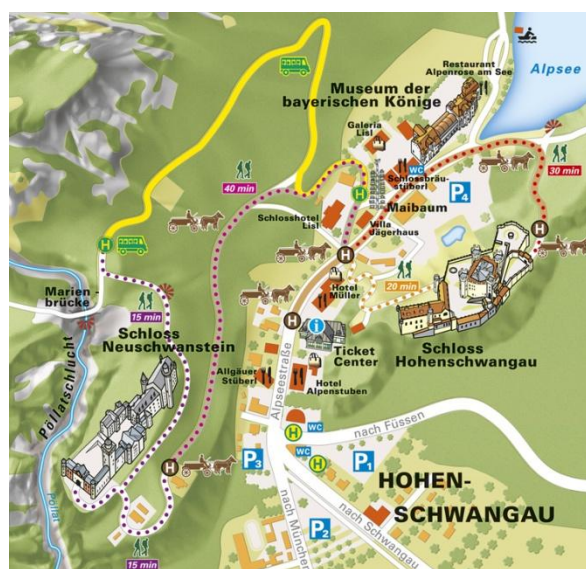 Restaurant
Alpenrose am See
Alpsee
Museum der
bayerischen Könige
Galeria
Lisl
40 min
WC
Schlossbräu-
stüberl
30 min
H
Maibaum
P4
Schlosshotel
Lisl
Villa
Jägerhaus
H
H
H
H
Marien-
brücke
15 min
Hotel
Müller
20 min
H
Schloss
Neuschwanstein
i
Ticket
Center
Schloss
Hohenschwangau
Pöllatschlucht
Allgäuer
Stüberl
Hotel
Alpenstuben
Alpseestraße
nach Füssen
WC
H
WC
H
P3
P1
H
HOHEN-
SCHWANGAU
Pöllat
P2
nach München
nach Schwangau
15 min